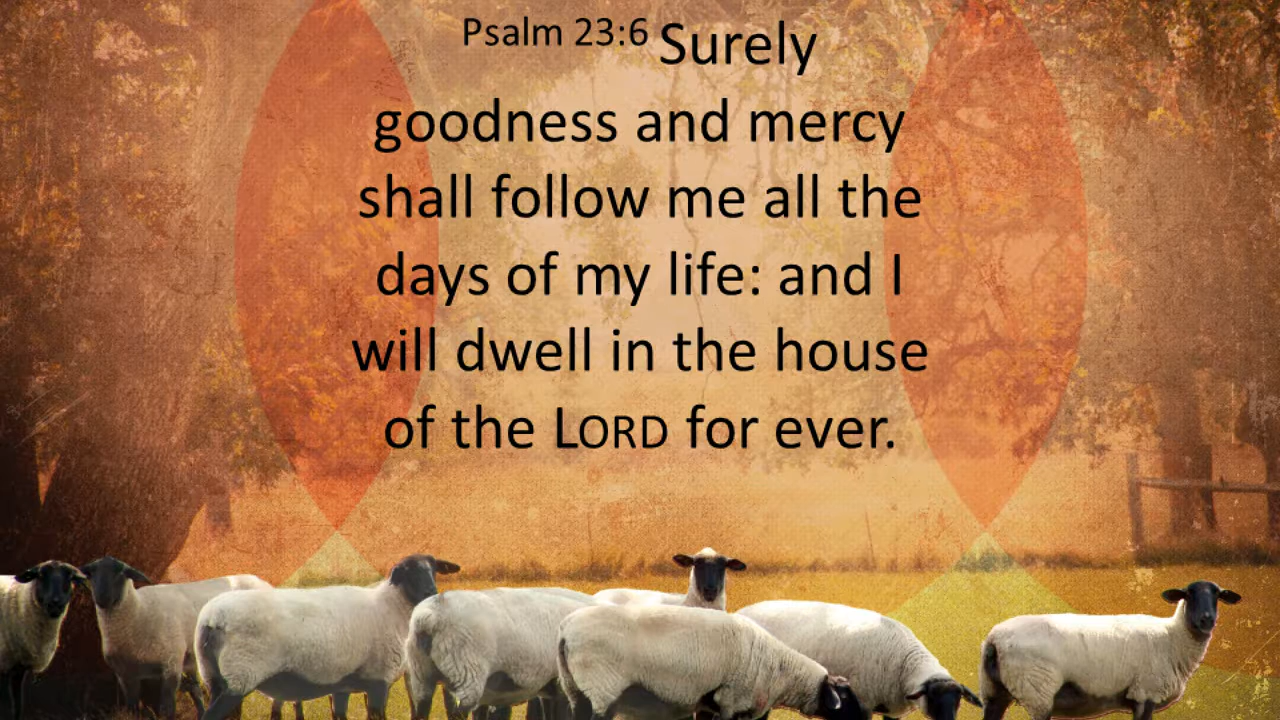 Psalm 23:6 Surely
goodness and mercy
shall follow me all the
days of my life: and I
will dwell in the house
of the LORD for ever.